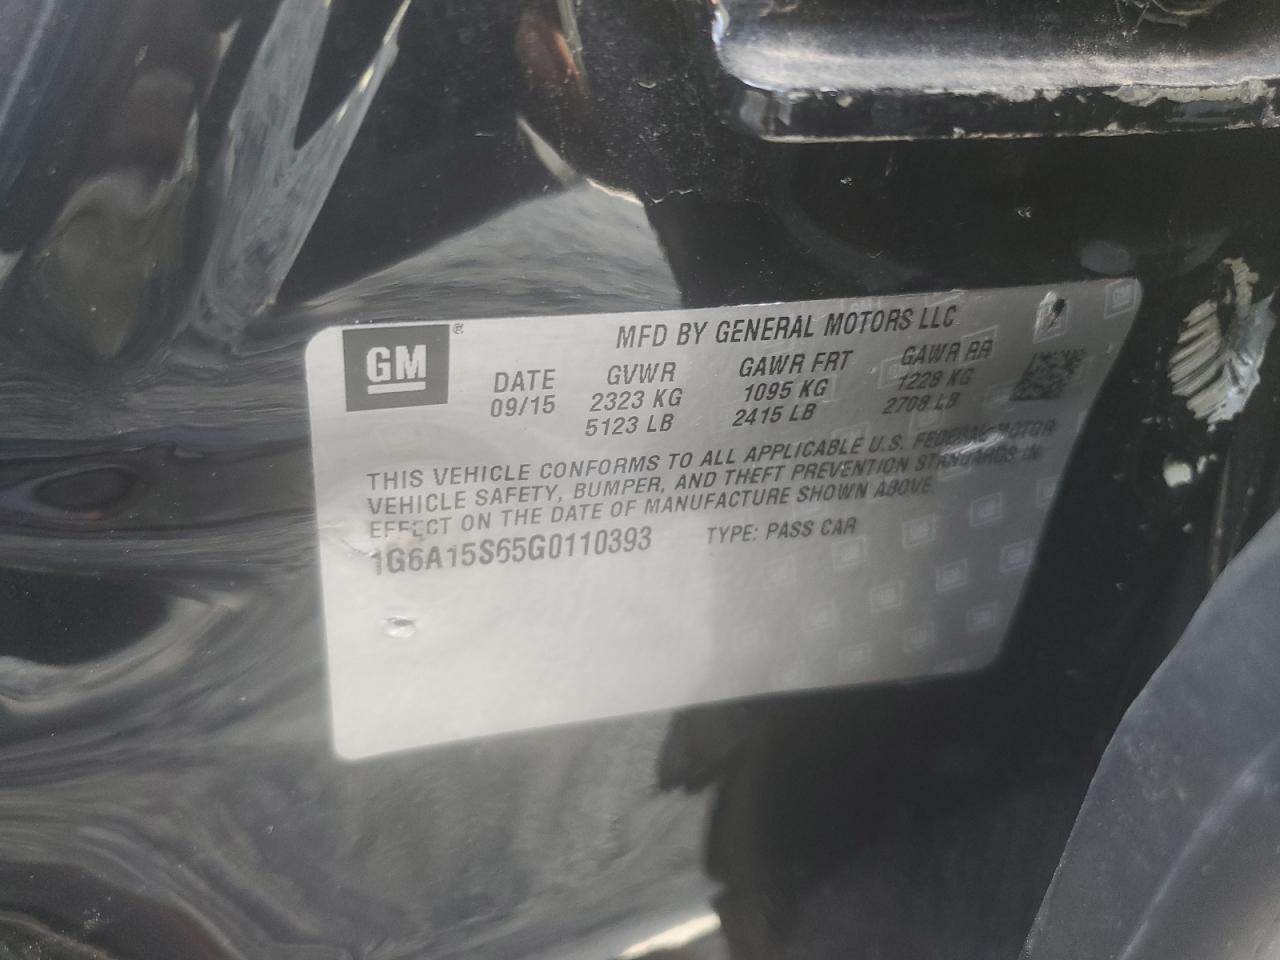 GM
®
MFD BY GENERAL MOTORS LLC
DATE GVWR GAWR FRT GAWR RR
09/15 2323 KG 1095 KG 1228 KG
5123 LB 2415 LB 2708 LB
THIS VEHICLE CONFORMS TO ALL APPLICABLE U.S. FEDERAL MOTOR
VEHICLE SAFETY, BUMPER, AND THEFT PREVENTION STANDARDS IN
EFFECT ON THE DATE OF MANUFACTURE SHOWN ABOVE
1G6A15S65G0110393 TYPE: PASS CAR